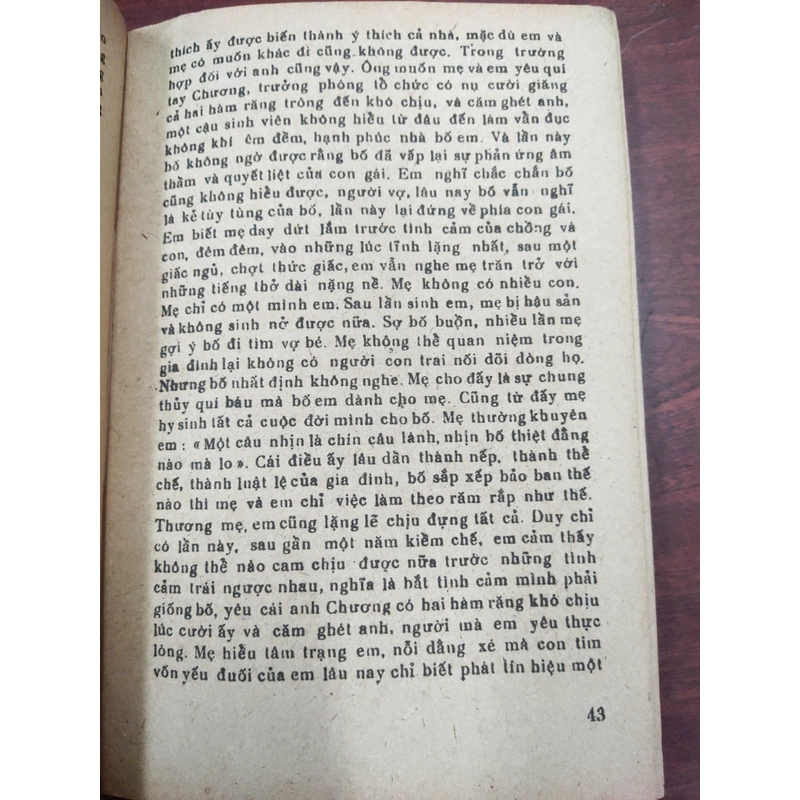 thích ấy được biến thành ý thích cả nhà, mặc dù em và
mẹ có muốn khác đi cũng không được. Trong trường
hợp đối với anh cũng vậy. Ông muốn mẹ và em yêu quí
tay Chương, trưởng phòng tổ chức có nụ cười giăng
cả hai hàm răng trông đến khó chịu, và căm ghét anh,
một cậu sinh viên không hiểu từ đâu đến làm vẩn đục
không khí êm đềm, hạnh phúc nhà bố em. Và lần này
bố không ngờ được rằng bố đã vấp lại sự phản ứng âm
thầm và quyết liệt của con gái. Em nghĩ chắc chắn bố
cũng không hiểu được, người vợ, lâu nay bố vẫn nghĩ
là kẻ tùy tùng của bố, lần này lại đứng về phía con gái.
Em biết mẹ day dứt lắm trước tình cảm của chồng và
con, đêm đêm, vào những lúc tĩnh lặng nhất, sau một
giấc ngủ, chợt thức giấc, em vẫn nghe mẹ trăn trở với
những tiếng thở dài nặng nề. Mẹ không có nhiều con.
Mẹ chỉ có một mình em. Sau lần sinh em, mẹ bị hậu sản
và không sinh nở được nữa. Sợ bố buồn, nhiều lần mẹ
gợi ý bố đi tìm vợ bé. Mẹ không thể quan niệm trong
gia đình lại không có người con trai nối dõi dòng họ.
Nhưng bố nhất định không nghe. Mẹ cho đấy là sự chung
thủy quí báu mà bố em dành cho mẹ. Cũng từ đấy mẹ
hy sinh tất cả cuộc đời mình cho bố. Mẹ thường khuyên
em : « Một câu nhịn là chín câu lành, nhịn bố thiệt đằng
nào mà lo ». Cái điều ấy lâu dần thành nếp, thành thể
chế, thành luật lệ của gia đình, bố sắp xếp bảo ban thế
nào thì mẹ và em chỉ việc làm theo răm rắp như thế.
Thương mẹ, em cũng lặng lẽ chịu đựng tất cả. Duy chỉ
có lần này, sau gần một năm kiềm chế, em cảm thấy
không thể nào cam chịu được nữa trước những tình
cảm trái ngược nhau, nghĩa là bắt tình cảm mình phải
giống bố, yêu cái anh Chương có hai hàm răng khó chịu
lúc cười ấy và căm ghét anh, người mà em yêu thực
lòng. Mẹ hiểu tâm trạng em, nỗi dằng xé mà con tim
vốn yếu đuối của em lâu nay chỉ biết phát tín hiệu một
43